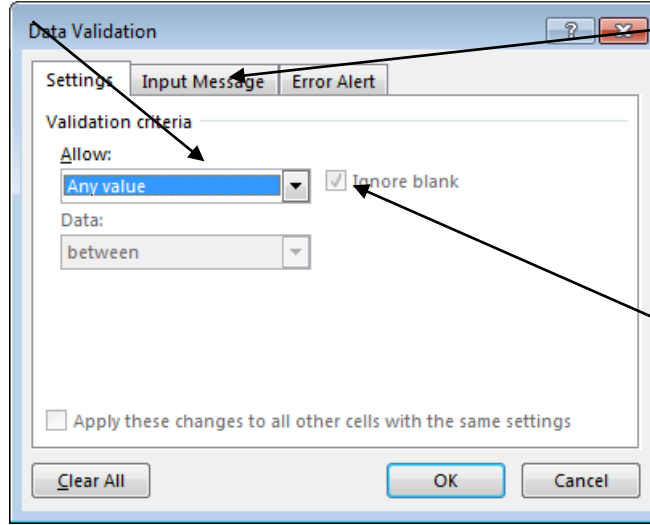 Data Validation
Settings Input Message Error Alert
Validation criteria
Allow:
Any value
Ignore blank
Data:
between
Apply these changes to all other cells with the same settings
Clear All OK Cancel